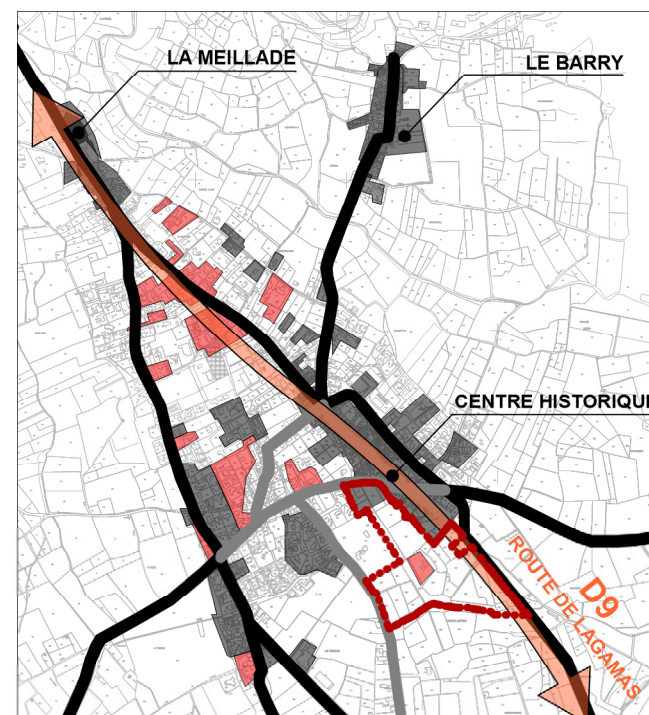 LA MEILLADE
LE BARRY
CENTRE HISTORIQU
D9
ROUTE DE LAGAMAS